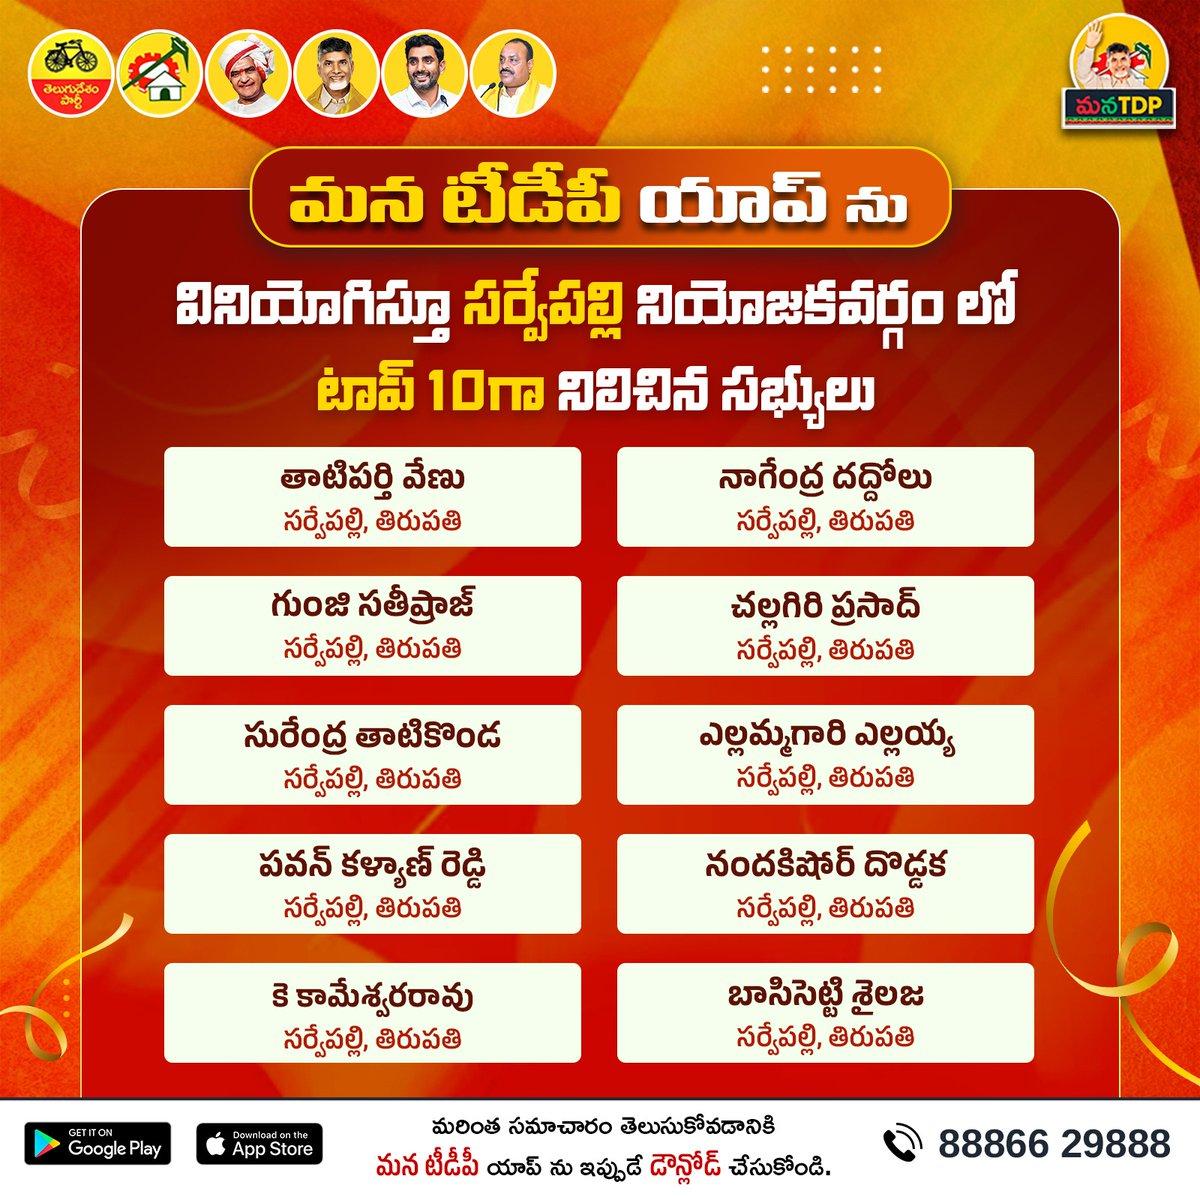 తెలుగుదేశం
పార్టీ
మనTDP
మన టీడీపీ యాప్ ను
వినియోగిస్తూ సర్వేపల్లి నియోజకవర్గం లో
టాప్ 10గా నిలిచిన సభ్యులు
తాటిపర్తి వేణు
సర్వేపల్లి, తిరుపతి
నాగేంద్ర దద్దోలు
సర్వేపల్లి, తిరుపతి
గుంజి సతీష్రాజ్
సర్వేపల్లి, తిరుపతి
చల్లగిరి ప్రసాద్
సర్వేపల్లి, తిరుపతి
సురేంద్ర తాటికొండ
సర్వేపల్లి, తిరుపతి
ఎల్లమ్మగారి ఎల్లయ్య
సర్వేపల్లి, తిరుపతి
పవన్ కళ్యాణ్ రెడ్డి
సర్వేపల్లి, తిరుపతి
నందకిషోర్ దొడ్డక
సర్వేపల్లి, తిరుపతి
కె కామేశ్వరరావు
సర్వేపల్లి, తిరుపతి
బాసిసెట్టి శైలజ
సర్వేపల్లి, తిరుపతి
GET IT ON
Google Play
Download on the
App Store
మరింత సమాచారం తెలుసుకోవడానికి
మన టీడీపీ యాప్ ను ఇప్పుడే డౌన్లోడ్ చేసుకోండి.
88866 29888